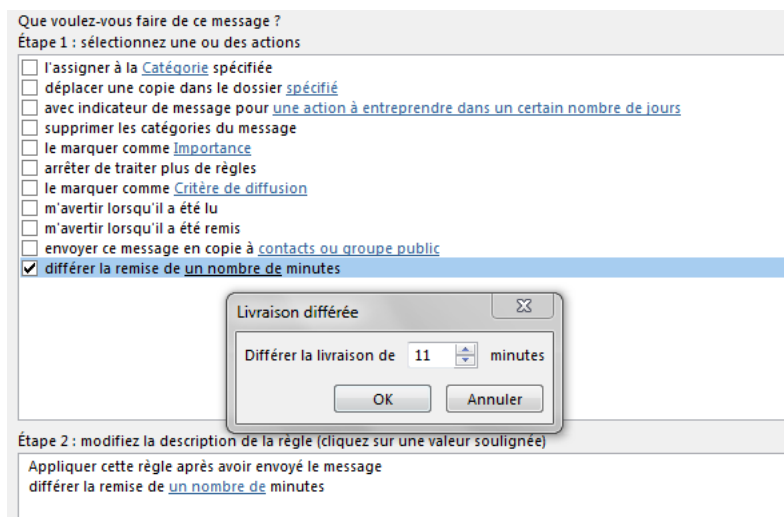 Que voulez-vous faire de ce message ?
Étape 1 : sélectionnez une ou des actions
l'assigner à la Catégorie spécifiée
déplacer une copie dans le dossier spécifié
avec indicateur de message pour une action à entreprendre dans un certain nombre de jours
supprimer les catégories du message
le marquer comme Importance
arrêter de traiter plus de règles
le marquer comme Critère de diffusion
m'avertir lorsqu'il a été lu
m'avertir lorsqu'il a été remis
envoyer ce message en copie à contacts ou groupe public
différer la remise de un nombre de minutes
Livraison différée
Différer la livraison de 11 minutes
OK Annuler
Étape 2 : modifiez la description de la règle (cliquez sur une valeur soulignée)
Appliquer cette règle après avoir envoyé le message
différer la remise de un nombre de minutes